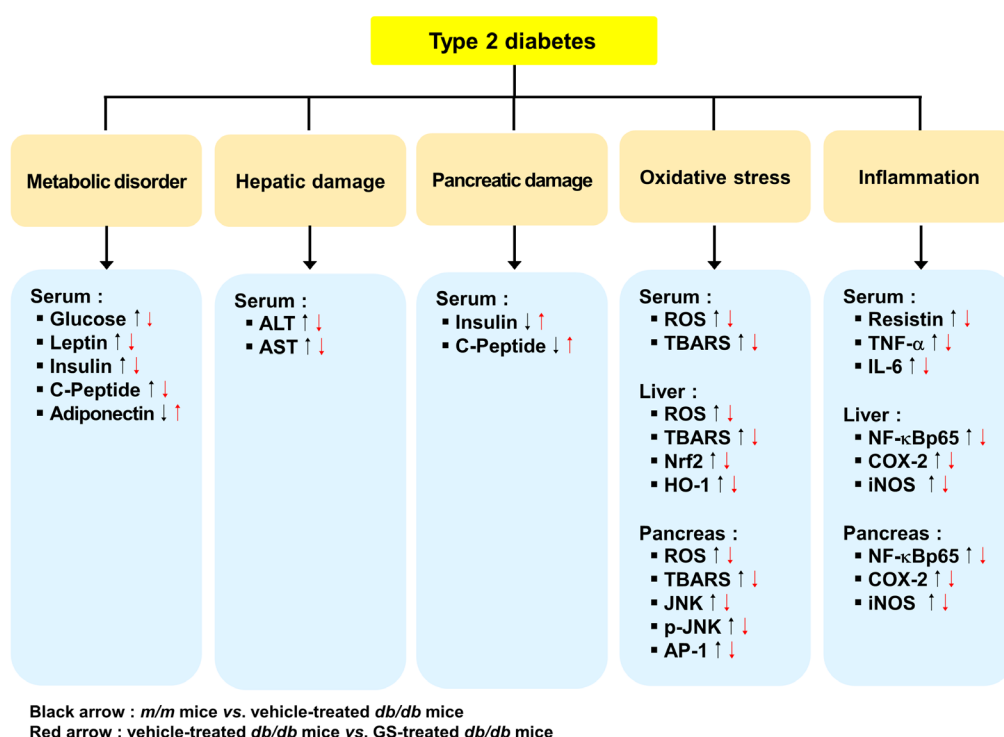 Type 2 diabetes
Metabolic disorder
Hepatic damage
Pancreatic damage
Oxidative stress
Inflammation
Serum :
▪ Glucose ↑↓
▪ Leptin ↑↓
▪ Insulin ↑↓
▪ C-Peptide ↑↓
▪ Adiponectin ↓↑
Serum :
▪ ALT ↑↓
▪ AST ↑↓
Serum :
▪ Insulin ↓↑
▪ C-Peptide ↓↑
Serum :
▪ ROS ↑↓
▪ TBARS ↑↓
Liver :
▪ ROS ↑↓
▪ TBARS ↑↓
▪ Nrf2 ↑↓
▪ HO-1 ↑↓
Pancreas :
▪ ROS ↑↓
▪ TBARS ↑↓
▪ JNK ↑↓
▪ p-JNK ↑↓
▪ AP-1 ↑↓
Serum :
▪ Resistin ↑↓
▪ TNF-α ↑↓
▪ IL-6 ↑↓
Liver :
▪ NF-κBp65 ↑↓
▪ COX-2 ↑↓
▪ iNOS ↑↓
Pancreas :
▪ NF-κBp65 ↑↓
▪ COX-2 ↑↓
▪ iNOS ↑↓
Black arrow : m/m mice vs. vehicle-treated db/db mice
Red arrow : vehicle-treated db/db mice vs. GS-treated db/db mice